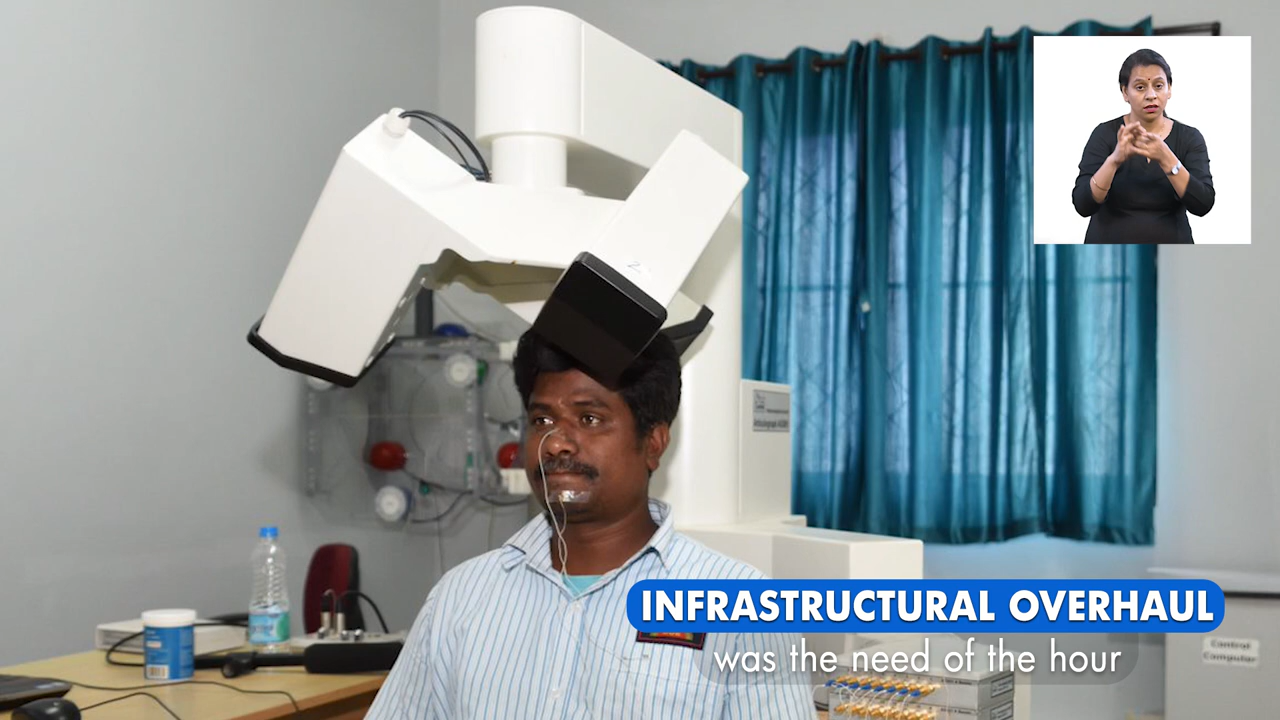 INFRASTRUCTURAL OVERHAUL
was the need of the hour
Control
Computer